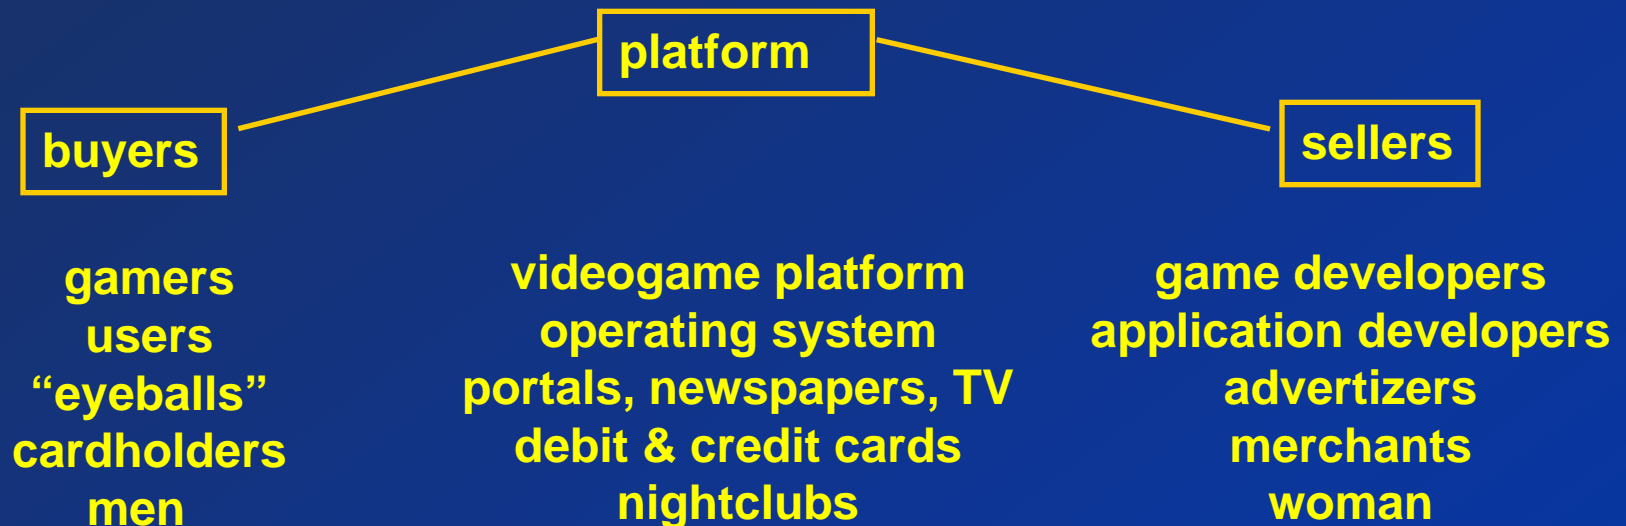 platform
buyers
sellers
gamers
videogame platform
game developers
users
operating system
application developers
“eyeballs”
portals, newspapers, TV
advertizers
cardholders
debit & credit cards
merchants
men
nightclubs
woman